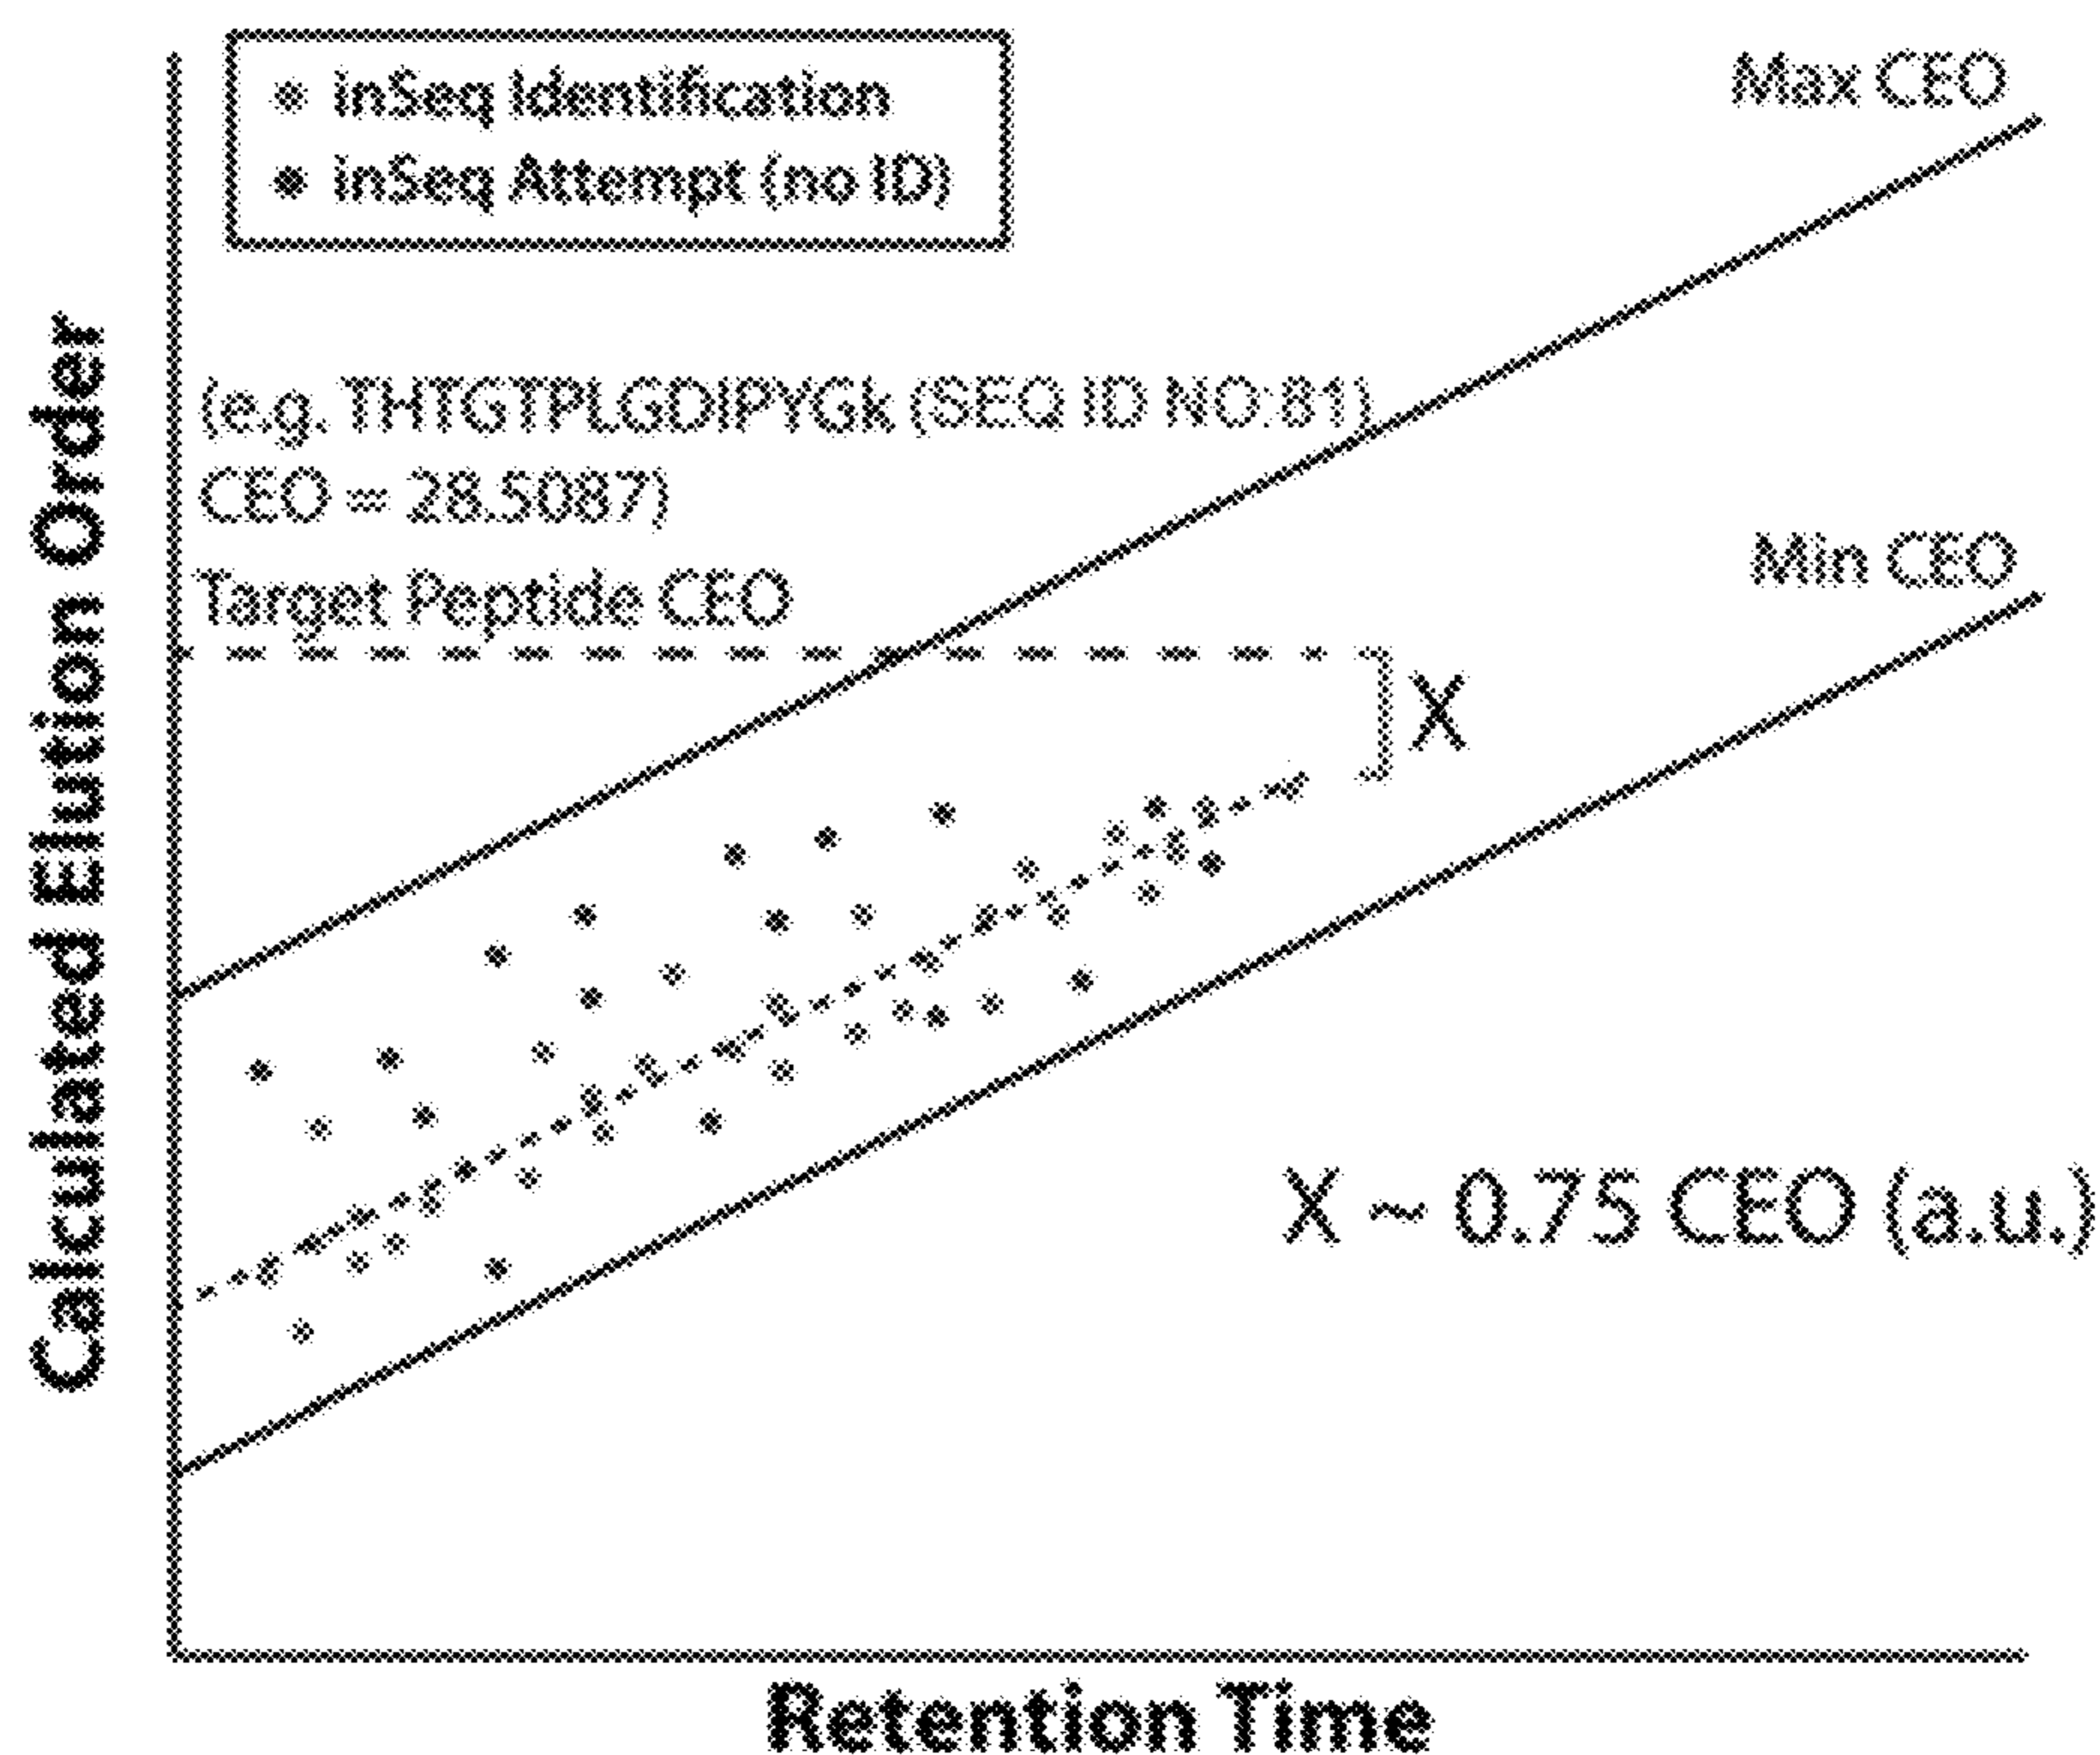 inSeq Identification
inSeq Attempt (no ID)
Max CEO
(e.g. THTGTPLGDIPYGk (SEQ ID NO:81)
CEO = 28.5087)
Target Peptide CEO
Min CEO
X
X ~ 0.75 CEO (a.u.)
Calculated Elution Order
Retention Time